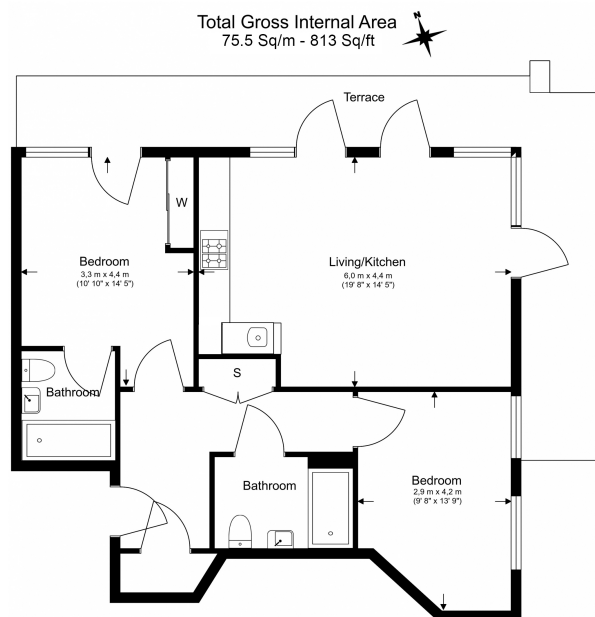 Total Gross Internal Area
75.5 Sq/m - 813 Sq/ft
N
Terrace
W
Bedroom
3,3 m x 4,4 m
(10' 10" x 14' 5")
Living/Kitchen
6,0 m x 4,4 m
(19' 8" x 14' 5")
S
Bathroom
Bathroom
Bedroom
2,9 m x 4,2 m
(9' 8" x 13' 9")